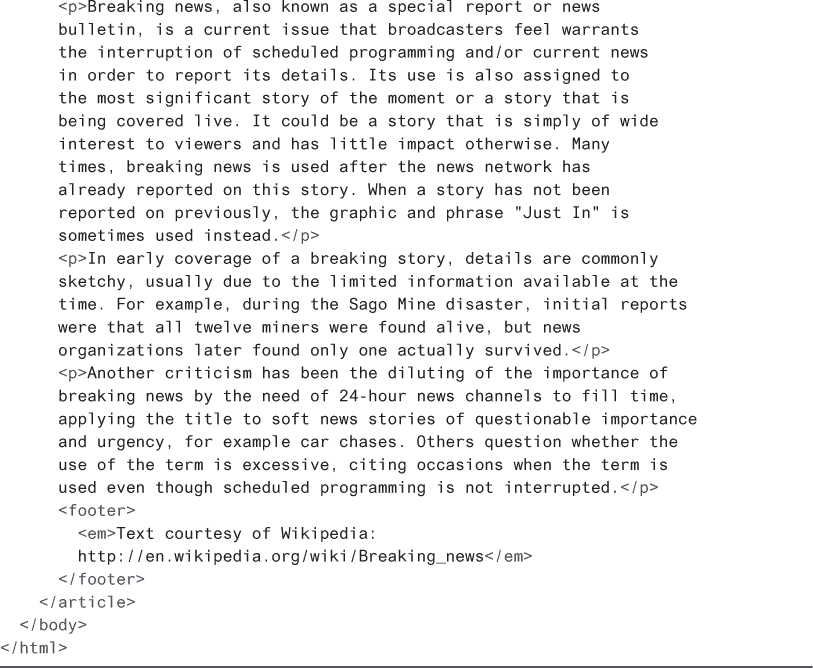 <p>Breaking news, also known as a special report or news
bulletin, is a current issue that broadcasters feel warrants
the interruption of scheduled programming and/or current news
in order to report its details. Its use is also assigned to
the most significant story of the moment or a story that is
being covered live. It could be a story that is simply of wide
interest to viewers and has little impact otherwise. Many
times, breaking news is used after the news network has
already reported on this story. When a story has not been
reported on previously, the graphic and phrase "Just In" is
sometimes used instead.</p>
<p>In early coverage of a breaking story, details are commonly
sketchy, usually due to the limited information available at the
time. For example, during the Sago Mine disaster, initial reports
were that all twelve miners were found alive, but news
organizations later found only one actually survived.</p>
<p>Another criticism has been the diluting of the importance of
breaking news by the need of 24-hour news channels to fill time,
applying the title to soft news stories of questionable importance
and urgency, for example car chases. Others question whether the
use of the term is excessive, citing occasions when the term is
used even though scheduled programming is not interrupted.</p>
<footer>
<em>Text courtesy of Wikipedia:
http://en.wikipedia.org/wiki/Breaking_news</em>
</footer>
</article>
</body>
</html>